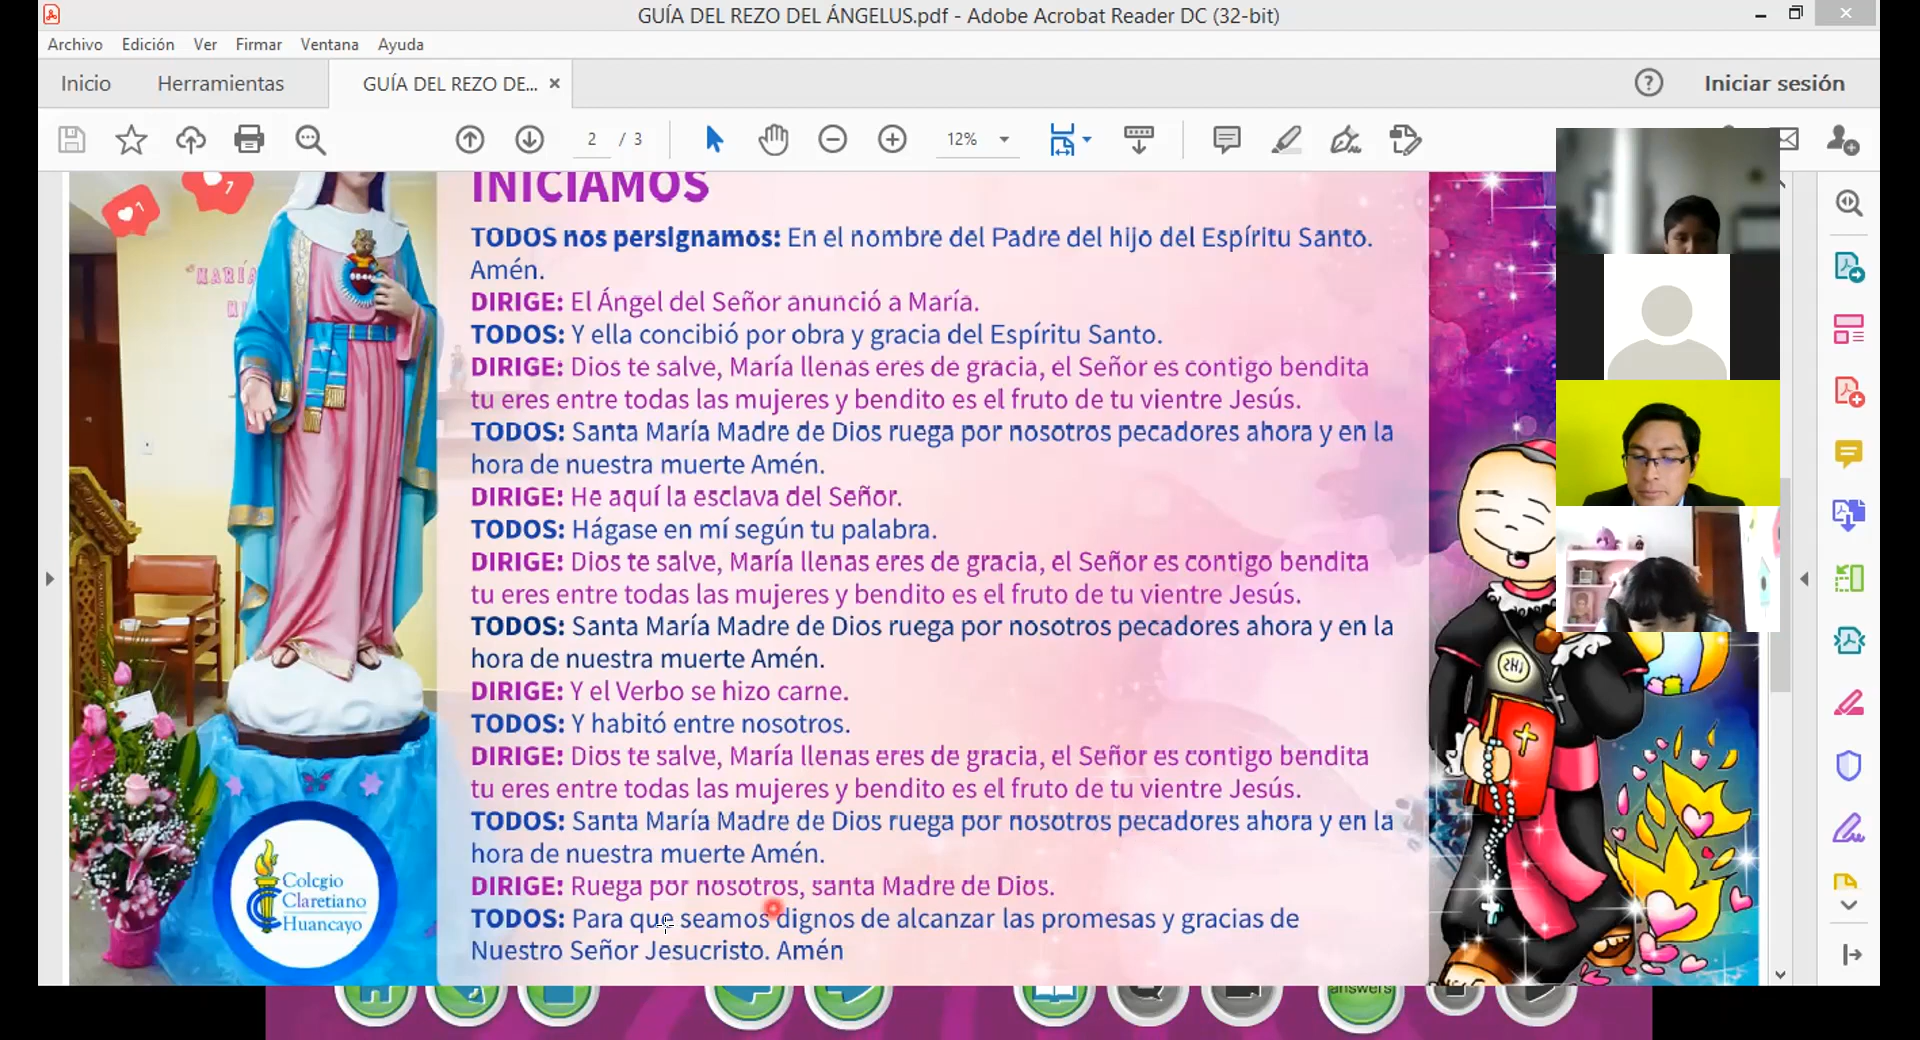 GUÍA DEL REZO DEL ÁNGELUS.pdf - Adobe Acrobat Reader DC (32-bit)
Archivo Edición Ver Firmar Ventana Ayuda
Inicio Herramientas GUÍA DEL REZO DE... × Iniciar sesión
2 / 3 12%
INICIAMOS
TODOS nos persignamos: En el nombre del Padre del hijo del Espíritu Santo.
Amén.
DIRIGE: El Ángel del Señor anunció a María.
TODOS: Y ella concibió por obra y gracia del Espíritu Santo.
DIRIGE: Dios te salve, María llenas eres de gracia, el Señor es contigo bendita
tu eres entre todas las mujeres y bendito es el fruto de tu vientre Jesús.
TODOS: Santa María Madre de Dios ruega por nosotros pecadores ahora y en la
hora de nuestra muerte Amén.
DIRIGE: He aquí la esclava del Señor.
TODOS: Hágase en mí según tu palabra.
DIRIGE: Dios te salve, María llenas eres de gracia, el Señor es contigo bendita
tu eres entre todas las mujeres y bendito es el fruto de tu vientre Jesús.
TODOS: Santa María Madre de Dios ruega por nosotros pecadores ahora y en la
hora de nuestra muerte Amén.
DIRIGE: Y el Verbo se hizo carne.
TODOS: Y habitó entre nosotros.
DIRIGE: Dios te salve, María llenas eres de gracia, el Señor es contigo bendita
tu eres entre todas las mujeres y bendito es el fruto de tu vientre Jesús.
TODOS: Santa María Madre de Dios ruega por nosotros pecadores ahora y en la
hora de nuestra muerte Amén.
DIRIGE: Ruega por nosotros, santa Madre de Dios.
TODOS: Para que seamos dignos de alcanzar las promesas y gracias de
Nuestro Señor Jesucristo. Amén
"MARÍA
1
7
IHS
Colegio
Claretiano
Huancayo
answers